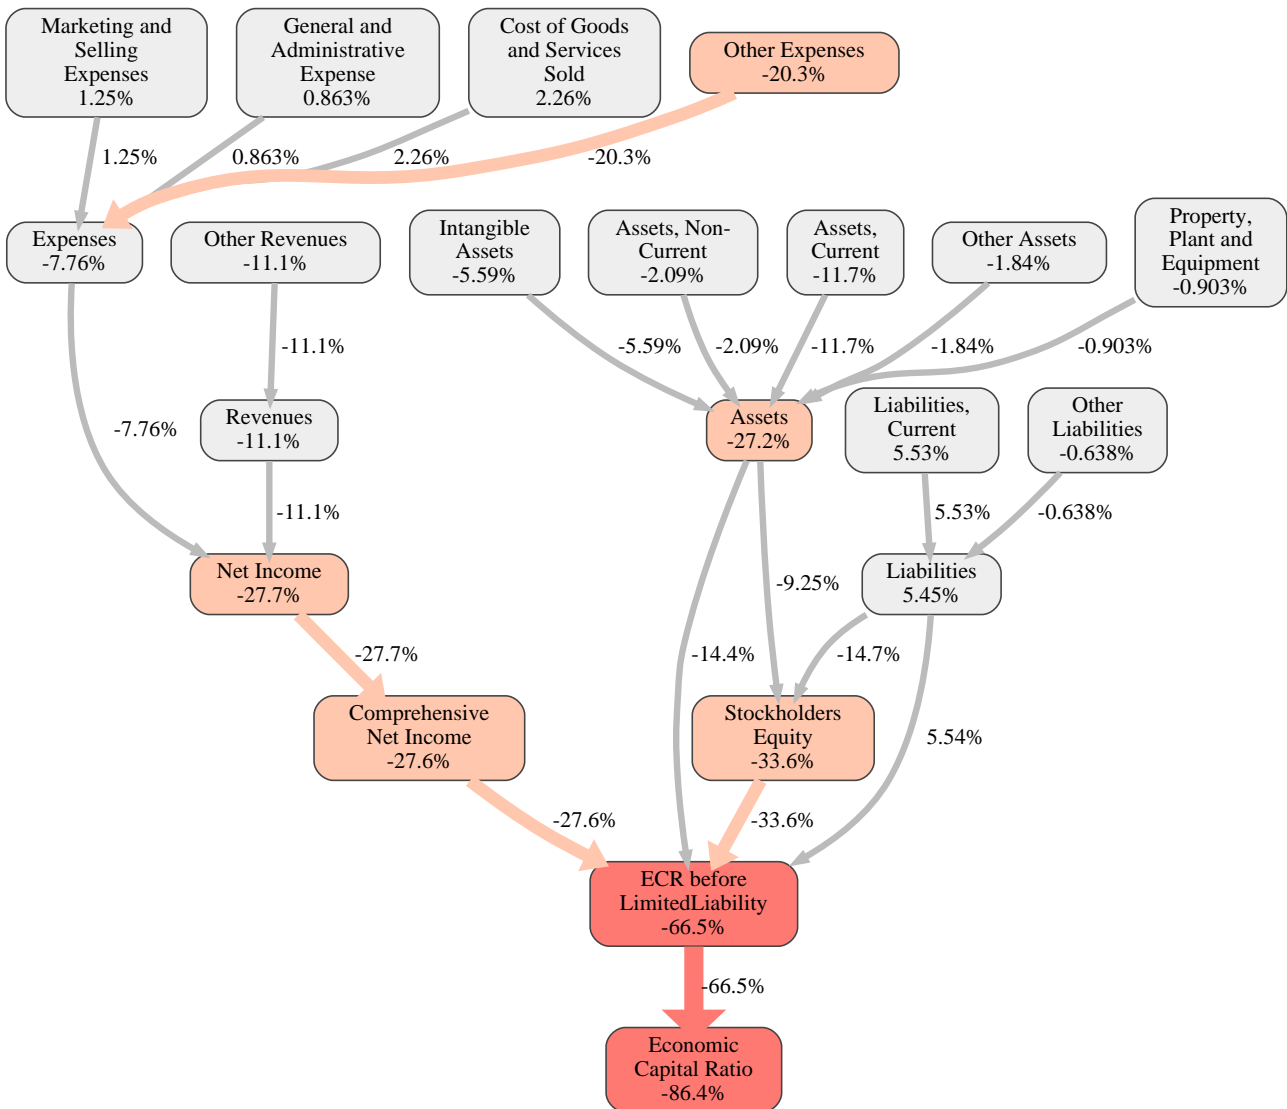 Marketing and
Selling
Expenses
1.25%
General and
Administrative
Expense
0.863%
Cost of Goods
and Services
Sold
2.26%
Other Expenses
-20.3%
1.25%
0.863%
2.26%
-20.3%
Expenses
-7.76%
Other Revenues
-11.1%
Intangible
Assets
-5.59%
Assets, Non-
Current
-2.09%
Assets,
Current
-11.7%
Other Assets
-1.84%
Property,
Plant and
Equipment
-0.903%
-11.1%
-5.59%
-2.09%
-11.7%
-1.84%
-0.903%
-7.76%
Revenues
-11.1%
Assets
-27.2%
Liabilities,
Current
5.53%
Other
Liabilities
-0.638%
-11.1%
5.53%
-0.638%
Net Income
-27.7%
-9.25%
Liabilities
5.45%
-27.7%
-14.4%
-14.7%
Comprehensive
Net Income
-27.6%
Stockholders
Equity
-33.6%
5.54%
-27.6%
-33.6%
ECR before
LimitedLiability
-66.5%
-66.5%
Economic
Capital Ratio
-86.4%